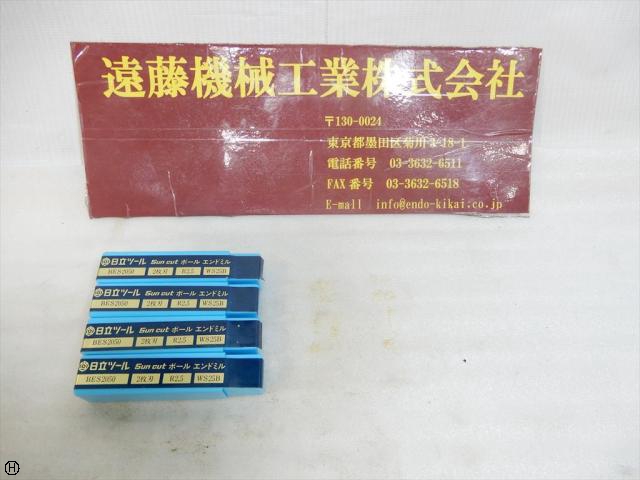 遠藤機械工業株式会社
〒130-0024
東京都墨田区菊川3-18-1
電話番号 03-3632-6511
FAX番号 03-3632-6518
E-mail info@endo-kikai.co.jp
日立ツール Sun cut ボール エンドミル
BES2050 2枚刃 R2.5 WS25B
日立ツール Sun cut ボール エンドミル
BES2050 2枚刃 R2.5 WS25B
日立ツール Sun cut ボール エンドミル
BES2050 2枚刃 R2.5 WS25B
日立ツール Sun cut ボール エンドミル
BES2050 2枚刃 R2.5 WS25B
H